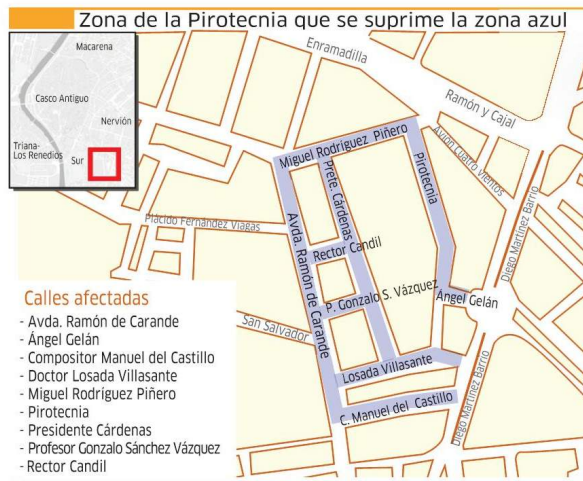 Zona de la Pirotecnia que se suprime la zona azul
Macarena
Casco Antiguo
Nervión
Triana-
Los Renedios
Sur
Enramadilla
Ramón y Cajal
Avión Cuatro Vientos
Miguel Rodríguez Piñero
Pirotecnia
Prete. Cárdenas
Diego Martínez Barrio
Plácido Fernández Viagas
Avda. Ramón de Carande
Rector Candil
P. Gonzalo S. Vázquez
Ángel Gelán
San Salvador
Losada Villasante
C. Manuel del Castillo
Diego Martínez Barrio
Calles afectadas
- Avda. Ramón de Carande
- Ángel Gelán
- Compositor Manuel del Castillo
- Doctor Losada Villasante
- Miguel Rodríguez Piñero
- Pirotecnia
- Presidente Cárdenas
- Profesor Gonzalo Sánchez Vázquez
- Rector Candil